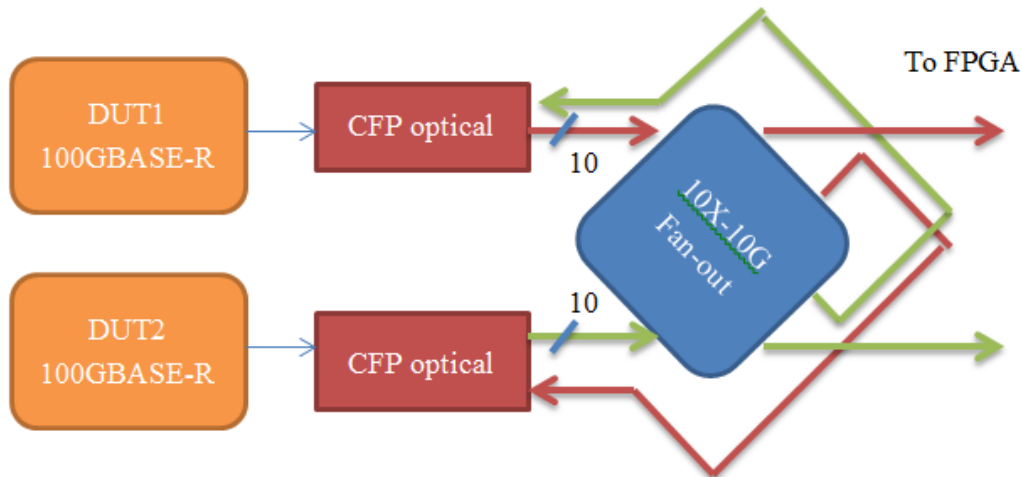 To FPGA
DUT1
100GBASE-R
CFP optical
10
10X-10G
Fan-out
10
DUT2
100GBASE-R
CFP optical